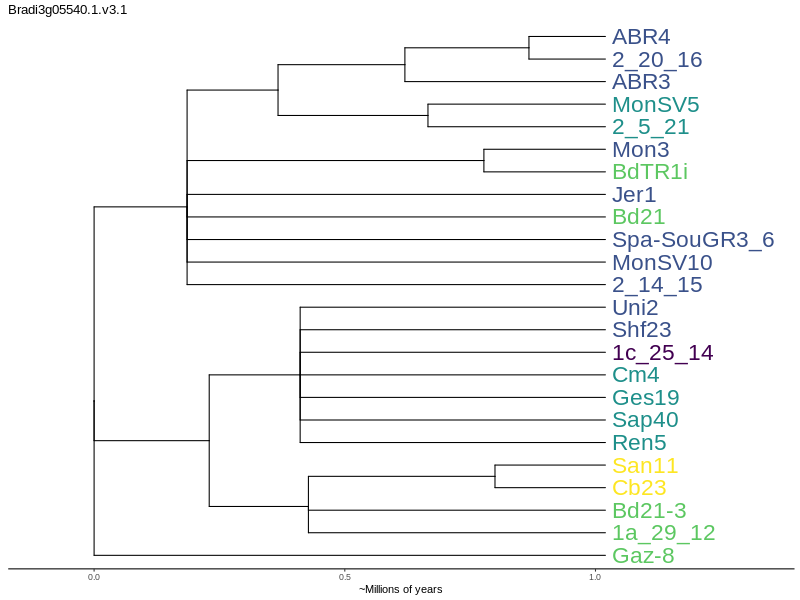 Bradi3g05540.1.v3.1
ABR4
2_20_16
ABR3
MonSV5
2_5_21
Mon3
BdTR1i
Jer1
Bd21
Spa-SouGR3_6
MonSV10
2_14_15
Uni2
Shf23
1c_25_14
Cm4
Ges19
Sap40
Ren5
San11
Cb23
Bd21-3
1a_29_12
Gaz-8
0.0 0.5 1.0
~Millions of years